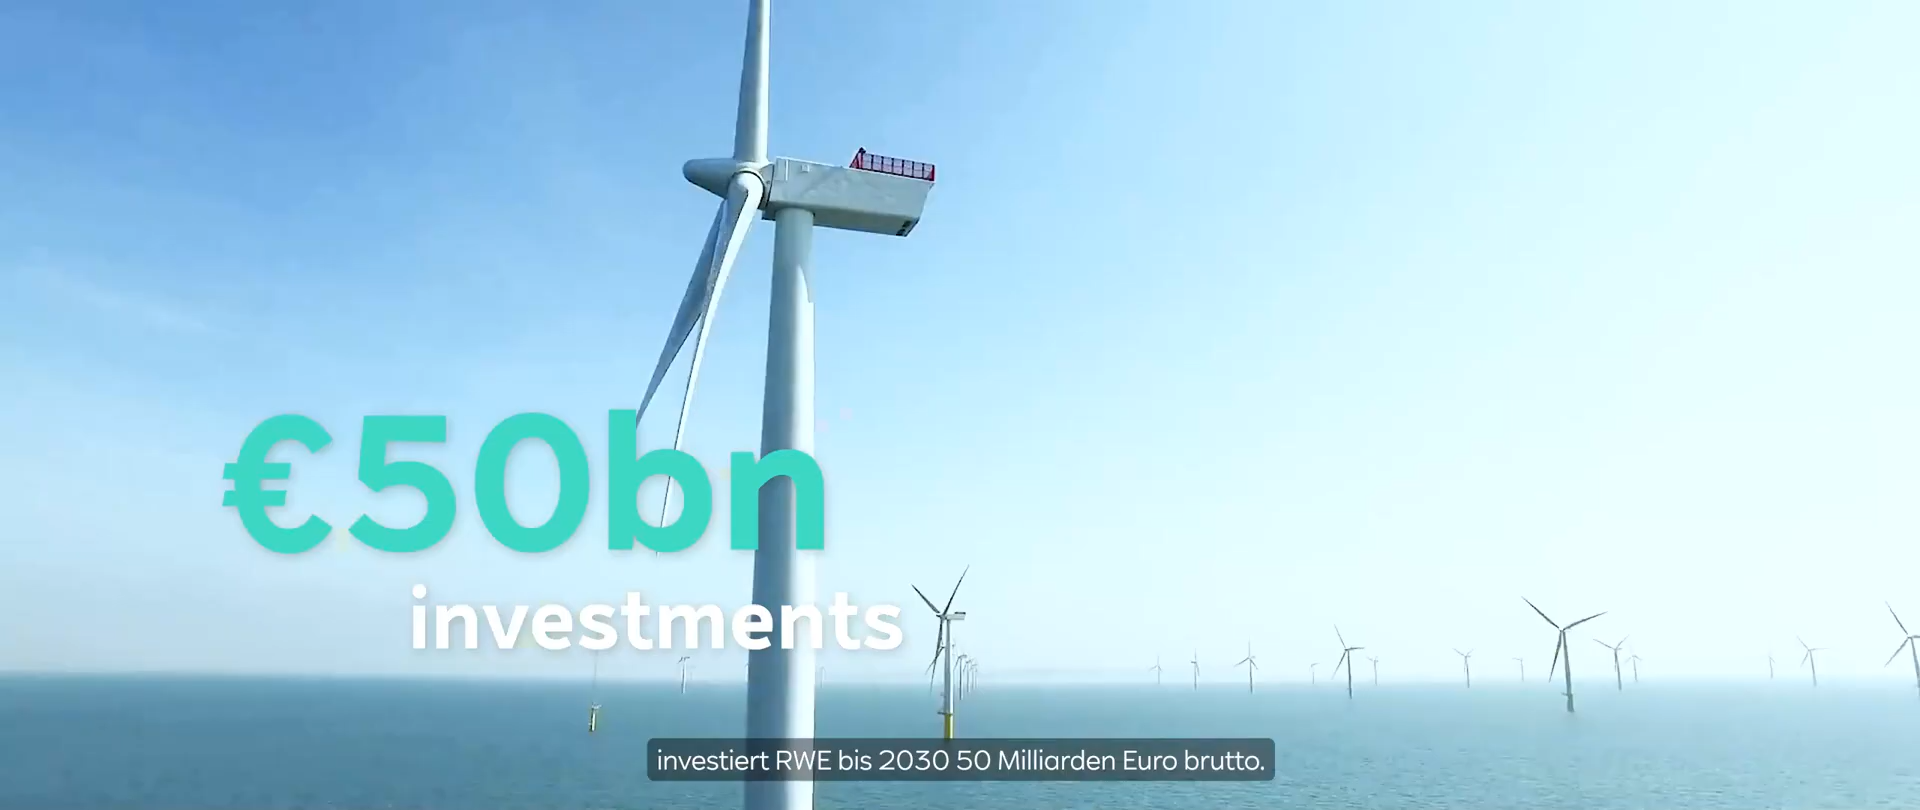 €50bn
investments
investiert RWE bis 2030 50 Milliarden Euro brutto.